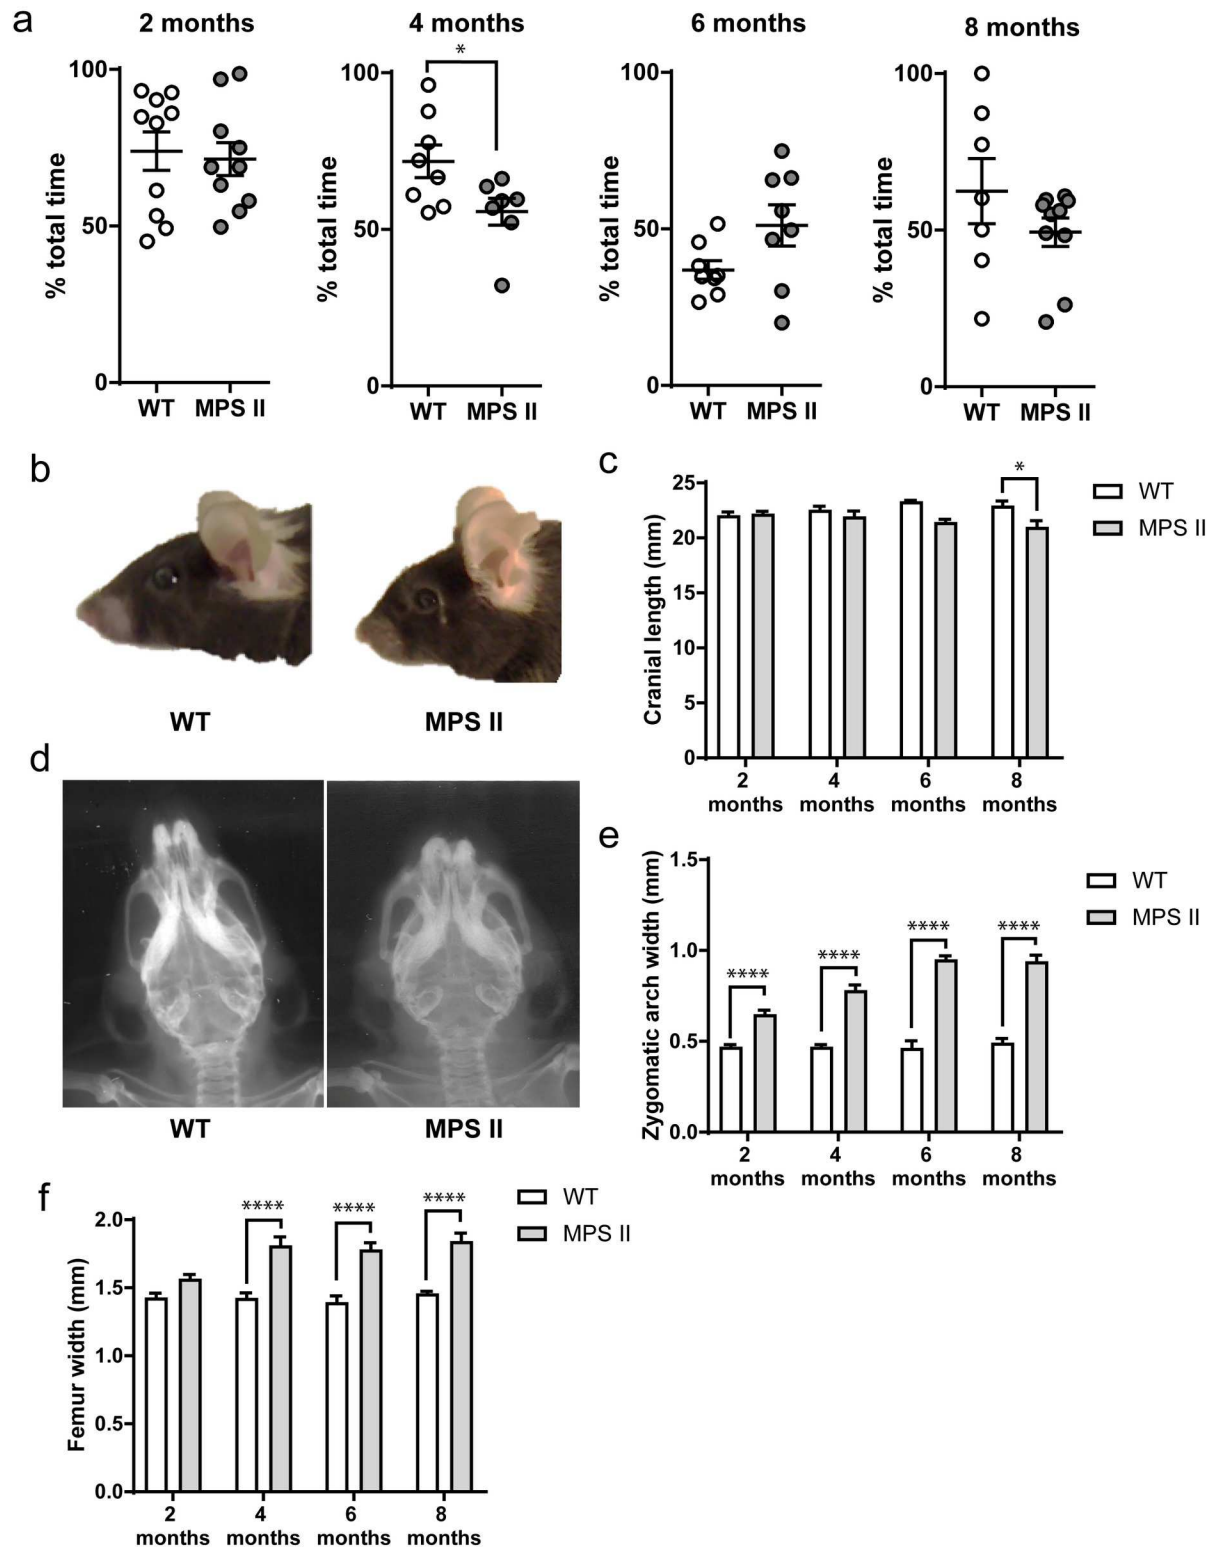 a
2 months
4 months
6 months
8 months
*
% total time
100
50
0
WT MPS II
% total time
100
50
0
WT MPS II
% total time
100
50
0
WT MPS II
% total time
100
50
0
WT MPS II
b
WT
MPS II
c
*
WT
MPS II
Cranial length (mm)
25
20
15
10
5
0
2
months
4
months
6
months
8
months
d
WT
MPS II
e
WT
MPS II
Zygomatic arch width (mm)
1.5
1.0
0.5
0.0
****
****
****
****
2
months
4
months
6
months
8
months
f
WT
MPS II
Femur width (mm)
2.0
1.5
1.0
0.5
0.0
****
****
****
2
months
4
months
6
months
8
months